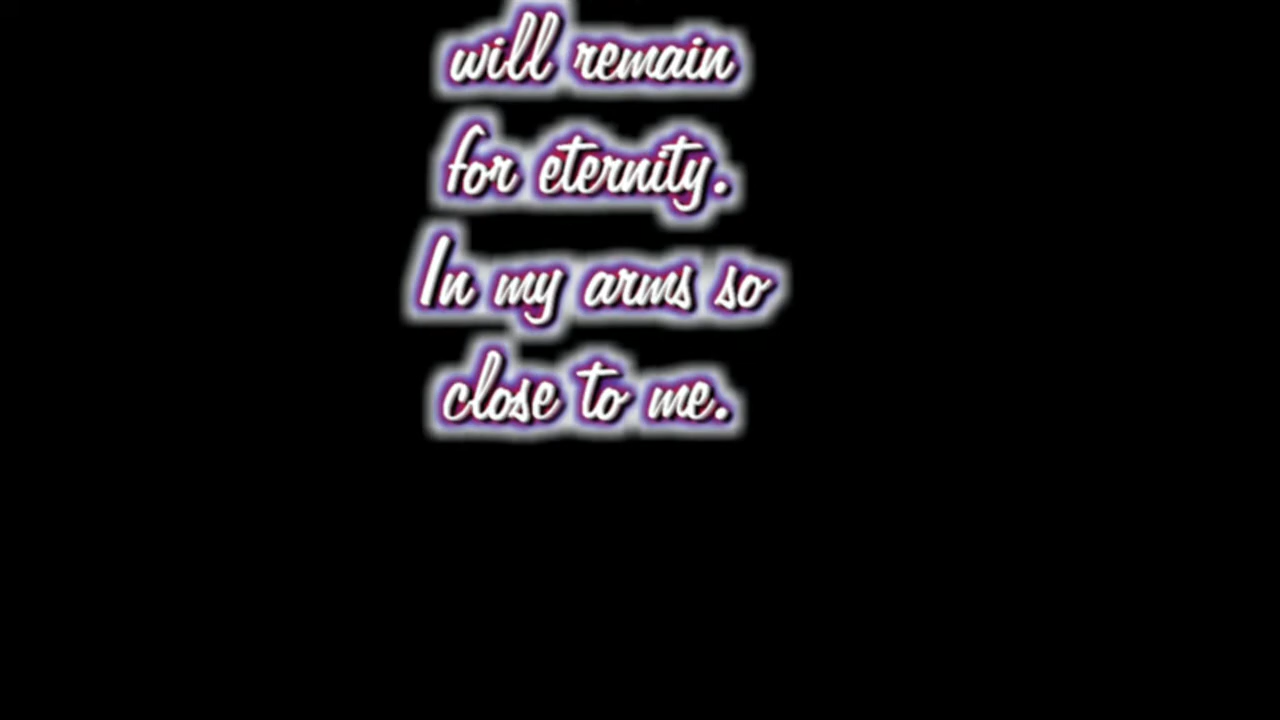 will remain
for eternity.
In my arms so
close to me.